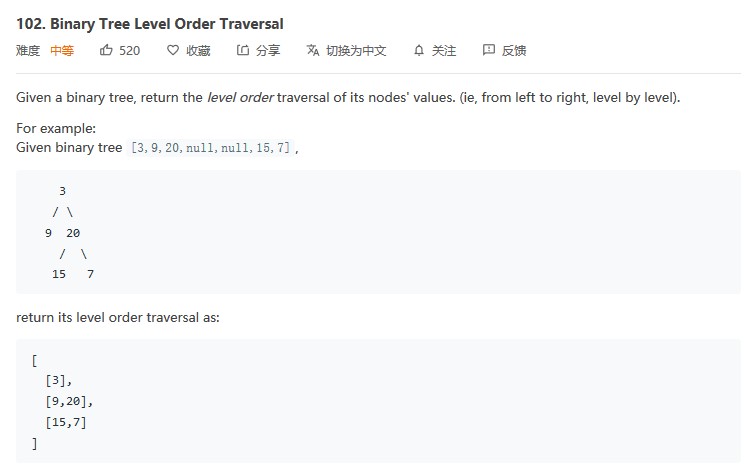 102. Binary Tree Level Order Traversal
难度 中等 520 收藏 分享 切换为中文 关注 反馈
Given a binary tree, return the level order traversal of its nodes' values. (ie, from left to right, level by level).
For example:
Given binary tree [3,9,20,null,null,15,7],
3
/ \
9 20
/ \
15 7
return its level order traversal as:
[
[3],
[9,20],
[15,7]
]